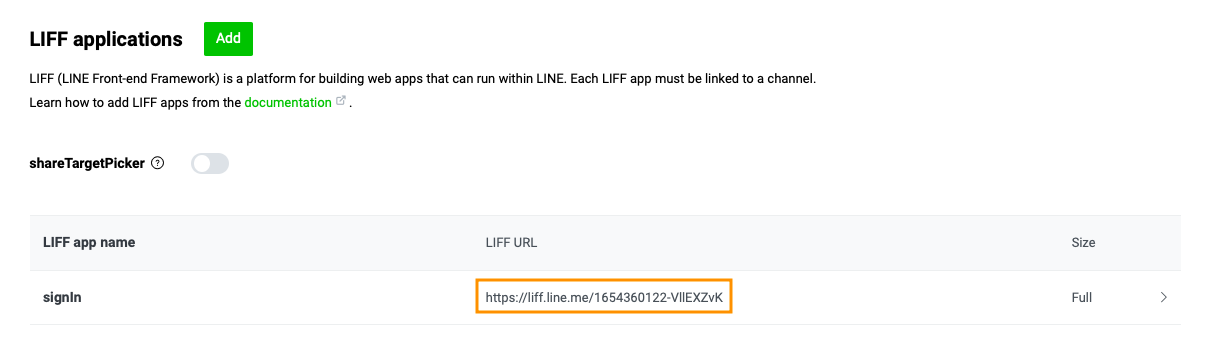 LIFF applications Add
LIFF (LINE Front-end Framework) is a platform for building web apps that can run within LINE. Each LIFF app must be linked to a channel.
Learn how to add LIFF apps from the documentation .
shareTargetPicker ?
LIFF app name LIFF URL Size
signIn https://liff.line.me/1654360122-VllEXZvK Full